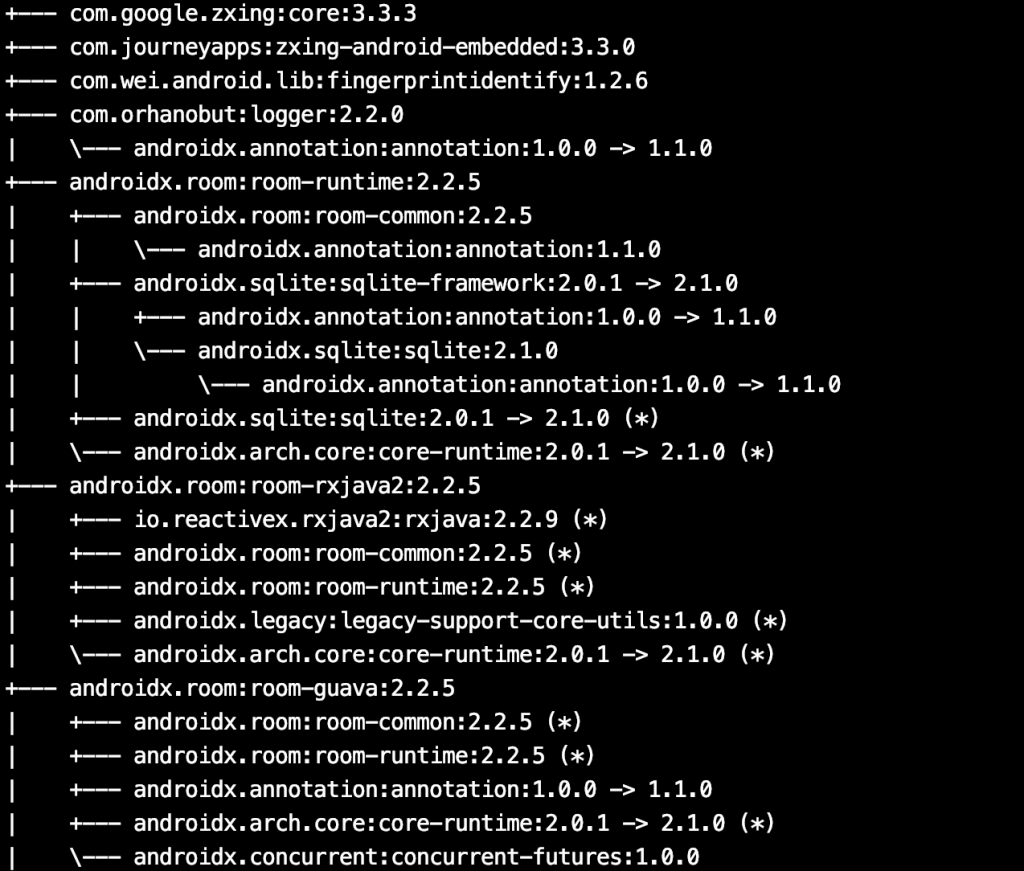 +--- com.google.zxing:core:3.3.3
+--- com.journeyapps:zxing-android-embedded:3.3.0
+--- com.wei.android.lib:fingerprintidentify:1.2.6
+--- com.orhanobut:logger:2.2.0
|    \--- androidx.annotation:annotation:1.0.0 -> 1.1.0
+--- androidx.room:room-runtime:2.2.5
|    +--- androidx.room:room-common:2.2.5
|    |    \--- androidx.annotation:annotation:1.1.0
|    +--- androidx.sqlite:sqlite-framework:2.0.1 -> 2.1.0
|    |    +--- androidx.annotation:annotation:1.0.0 -> 1.1.0
|    |    \--- androidx.sqlite:sqlite:2.1.0
|    |         \--- androidx.annotation:annotation:1.0.0 -> 1.1.0
|    +--- androidx.sqlite:sqlite:2.0.1 -> 2.1.0 (*)
|    \--- androidx.arch.core:core-runtime:2.0.1 -> 2.1.0 (*)
+--- androidx.room:room-rxjava2:2.2.5
|    +--- io.reactivex.rxjava2:rxjava:2.2.9 (*)
|    +--- androidx.room:room-common:2.2.5 (*)
|    +--- androidx.room:room-runtime:2.2.5 (*)
|    +--- androidx.legacy:legacy-support-core-utils:1.0.0 (*)
|    \--- androidx.arch.core:core-runtime:2.0.1 -> 2.1.0 (*)
+--- androidx.room:room-guava:2.2.5
|    +--- androidx.room:room-common:2.2.5 (*)
|    +--- androidx.room:room-runtime:2.2.5 (*)
|    +--- androidx.annotation:annotation:1.0.0 -> 1.1.0
|    +--- androidx.arch.core:core-runtime:2.0.1 -> 2.1.0 (*)
|    \--- androidx.concurrent:concurrent-futures:1.0.0